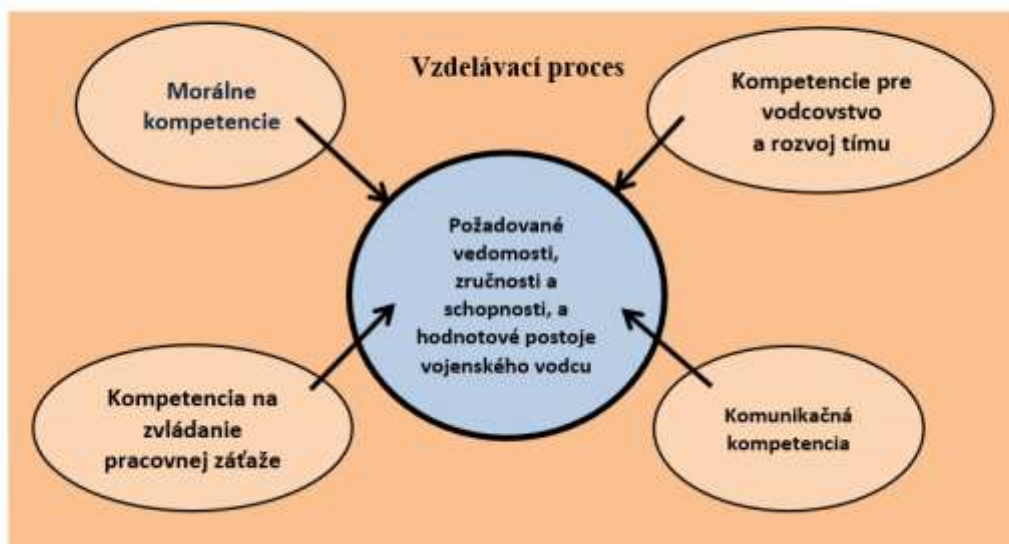 Vzdelávací proces
Morálne
kompetencie
Kompetencie pre
vodcovstvo
a rozvoj tímu
Požadované
vedomosti,
zručnosti a
schopnosti, a
hodnotové postoje
vojenského vodcu
Kompetencia na
zvládanie
pracovnej záťaže
Komunikačná
kompetencia